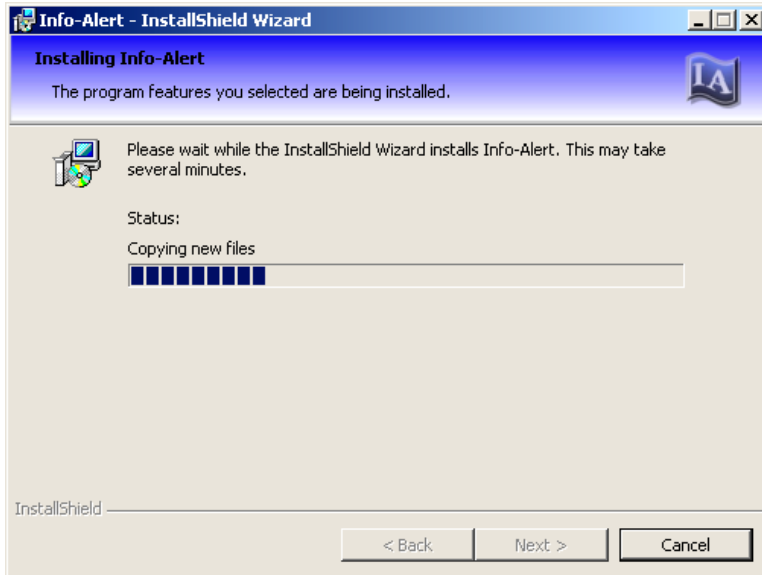 Info-Alert - InstallShield Wizard
Installing Info-Alert
The program features you selected are being installed.
IA
Please wait while the InstallShield Wizard installs Info-Alert. This may take
several minutes.
Status:
Copying new files
InstallShield
< Back
Next >
Cancel